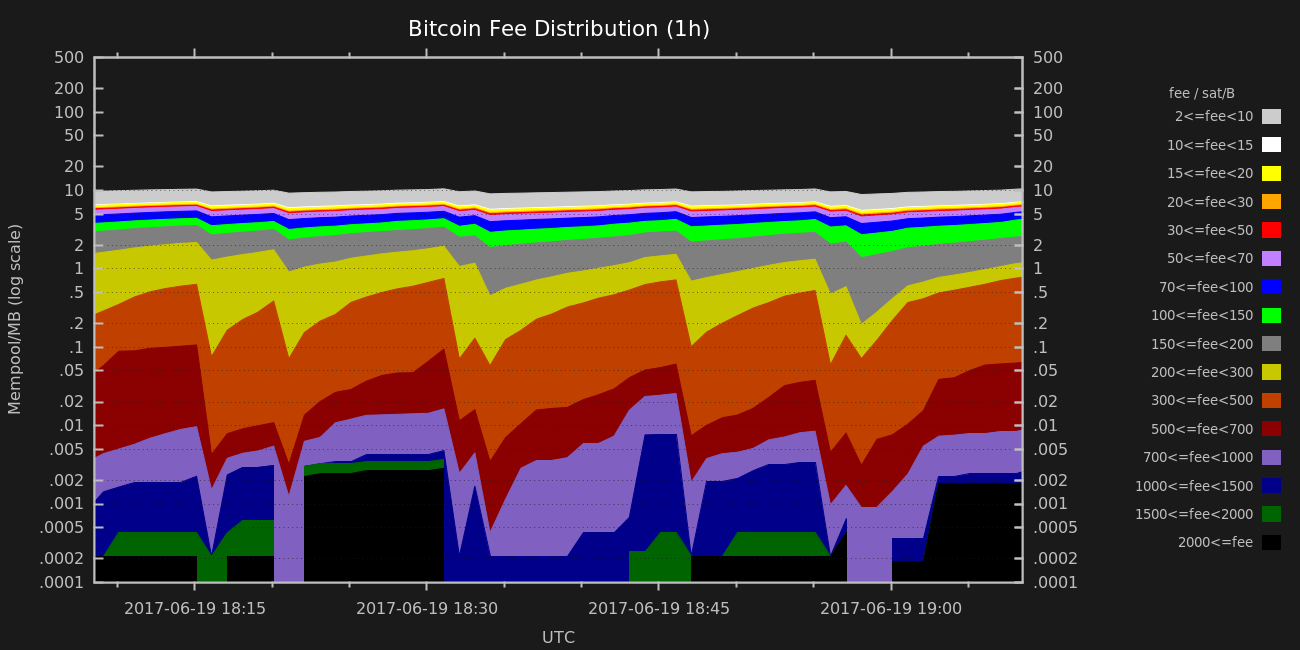 Bitcoin Fee Distribution (1h)
500 500
200 200
100 100
50 50
20 20
10 10
5 5
2 2
1 1
.5 .5
.2 .2
.1 .1
.05 .05
.02 .02
.01 .01
.005 .005
.002 .002
.001 .001
.0005 .0005
.0002 .0002
.0001 .0001
Mempool/MB (log scale)
2017-06-19 18:15 2017-06-19 18:30 2017-06-19 18:45 2017-06-19 19:00
UTC
fee / sat/B
2<=fee<10
10<=fee<15
15<=fee<20
20<=fee<30
30<=fee<50
50<=fee<70
70<=fee<100
100<=fee<150
150<=fee<200
200<=fee<300
300<=fee<500
500<=fee<700
700<=fee<1000
1000<=fee<1500
1500<=fee<2000
2000<=fee